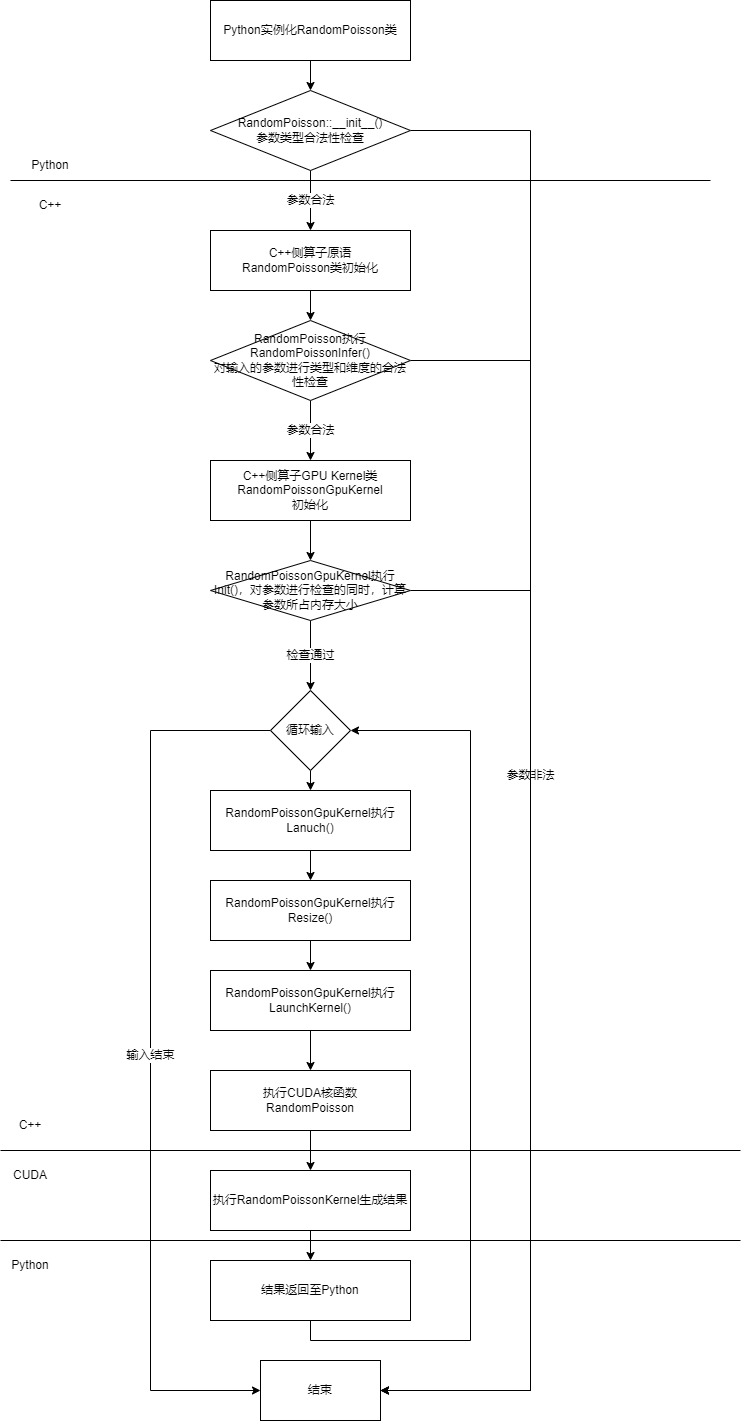 Python实例化RandomPoisson类
RandomPoisson::__init__()
参数类型合法性检查
Python
C++
参数合法
C++侧算子原语
RandomPoisson类初始化
RandomPoisson执行
RandomPoissonInfer()
对输入的参数进行类型和维度的合法
性检查
参数合法
C++侧算子GPU Kernel类
RandomPoissonGpuKernel
初始化
RandomPoissonGpuKernel执行
Init()，对参数进行检查的同时，计算
参数所占内存大小
检查通过
循环输入
参数非法
RandomPoissonGpuKernel执行
Lanuch()
RandomPoissonGpuKernel执行
Resize()
RandomPoissonGpuKernel执行
LaunchKernel()
输入结束
执行CUDA核函数
RandomPoisson
C++
CUDA
执行RandomPoissonKernel生成结果
Python
结果返回至Python
结束